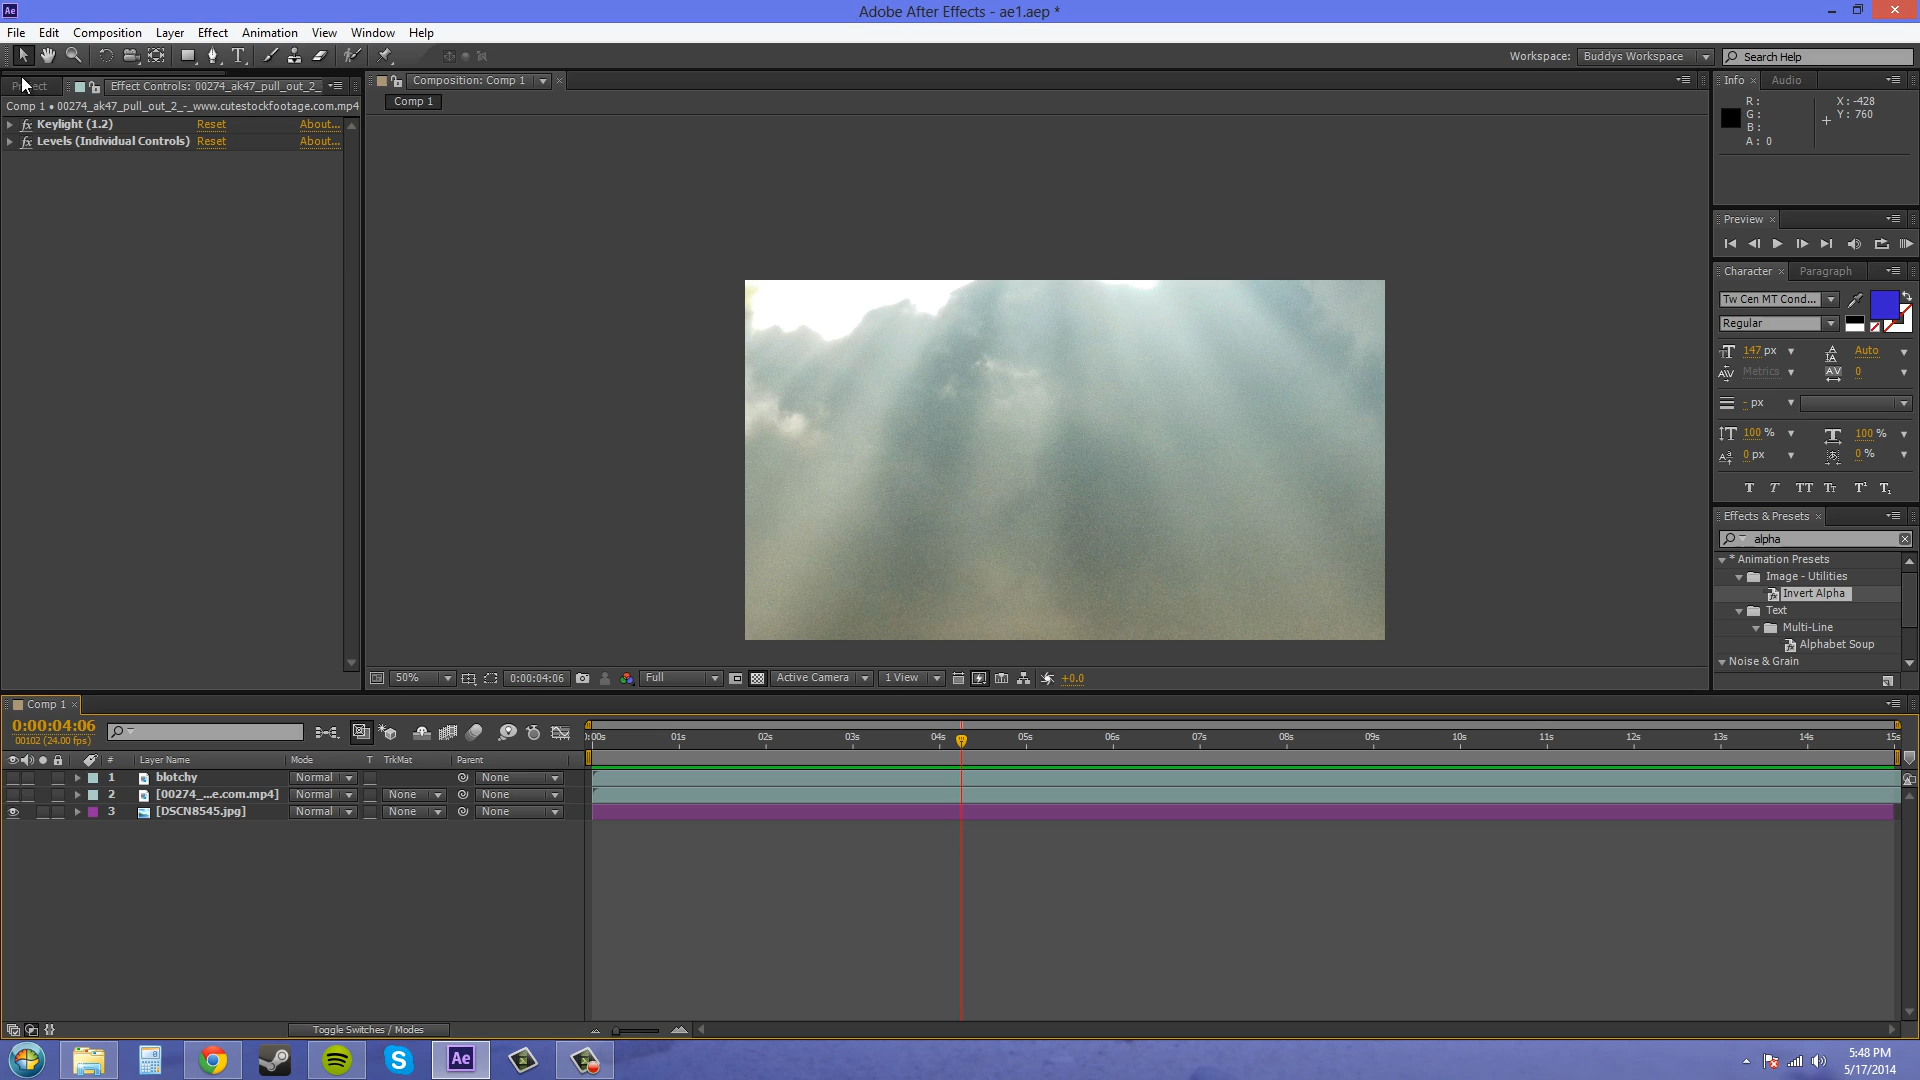 Ae Adobe After Effects - ae1.aep *
File Edit Composition Layer Effect Animation View Window Help
T Workspace: Buddys Workspace Search Help
Project Effect Controls: 00274_ak47_pull_out_2_ Composition: Comp 1 × Info × Audio
Comp 1 • 00274_ak47_pull_out_2_-_www.cutestockfootage.com.mp4 Comp 1
fx Keylight (1.2) Reset About...
fx Levels (Individual Controls) Reset About...
R: X: -428
G: Y: 760
B:
A: 0
Preview ×
Character × Paragraph
Tw Cen MT Cond...
Regular
147 px Auto
Metrics 0
- px
100 % 100 %
0 px 0 %
T T TT Tt T¹ T₁
Effects & Presets ×
alpha
* Animation Presets
Image - Utilities
Invert Alpha
Text
Multi-Line
Alphabet Soup
Noise & Grain
50% 0:00:04:06 Full Active Camera 1 View +0.0
Comp 1 ×
0:00:04:06
00102 (24.00 fps)
):00s 01s 02s 03s 04s 05s 06s 07s 08s 09s 10s 11s 12s 13s 14s 15s
# Layer Name Mode T TrkMat Parent
1 blotchy Normal None
2 [00274_...e.com.mp4] Normal None None
3 [DSCN8545.jpg] Normal None None
Toggle Switches / Modes
Ae
5:48 PM
5/17/2014